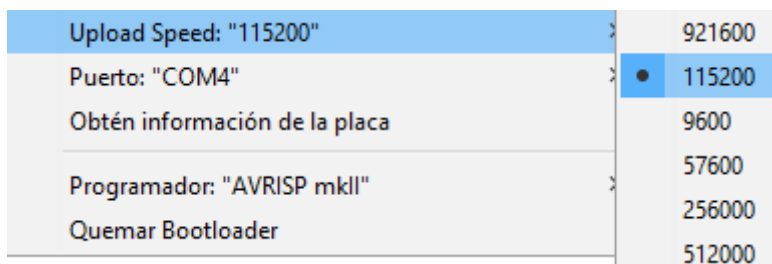 Upload Speed: "115200"
Puerto: "COM4"
Obtén información de la placa
Programador: "AVRISP mkII"
Quemar Bootloader
921600
115200
9600
57600
256000
512000